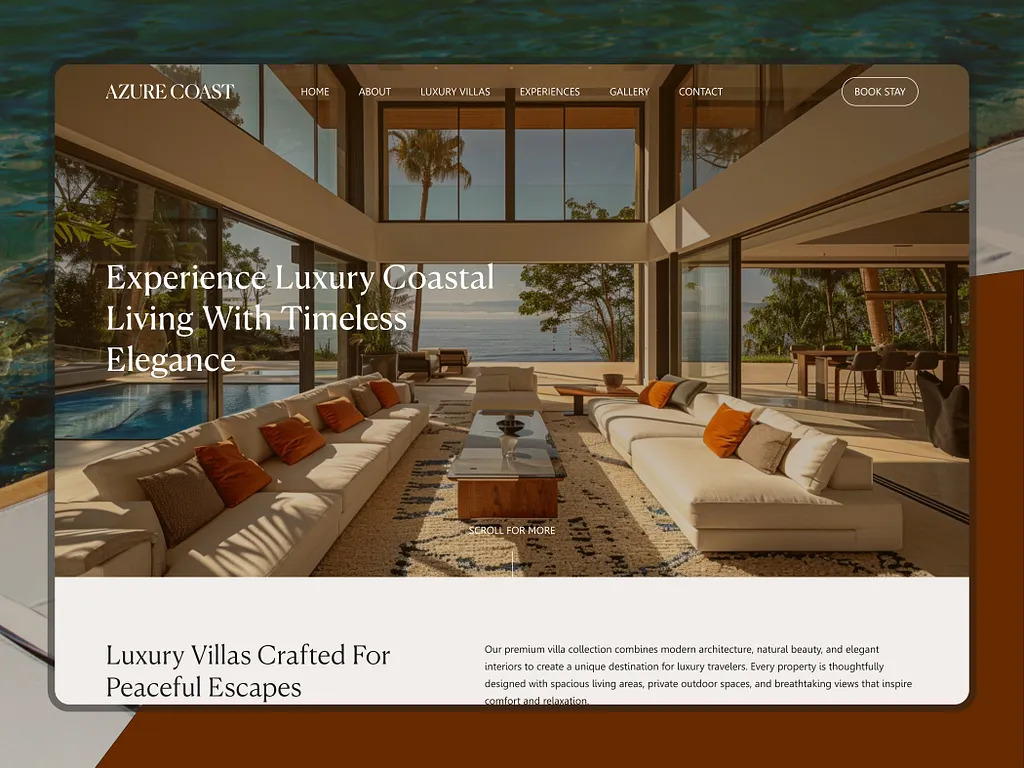 AZURE COAST
HOME ABOUT LUXURY VILLAS EXPERIENCES GALLERY CONTACT
BOOK STAY
Experience Luxury Coastal
Living With Timeless
Elegance
SCROLL FOR MORE
Luxury Villas Crafted For
Peaceful Escapes
Our premium villa collection combines modern architecture, natural beauty, and elegant
interiors to create a unique destination for luxury travelers. Every property is thoughtfully
designed with spacious living areas, private outdoor spaces, and breathtaking views that inspire
comfort and relaxation.